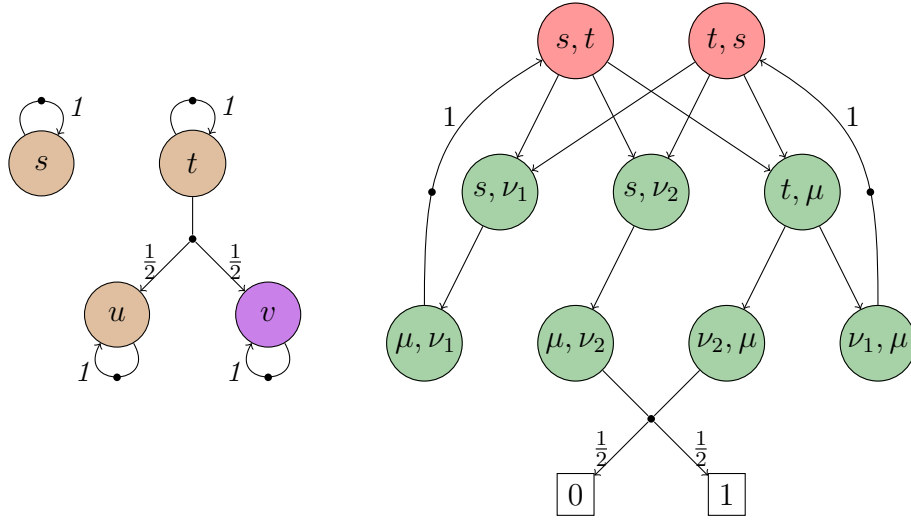 s, t t, s
1 1
s t
1 1
s, ν₁ s, ν₂ t, μ
½ ½
u v
μ, ν₁ μ, ν₂ ν₂, μ ν₁, μ
1 1
½ ½
0 1